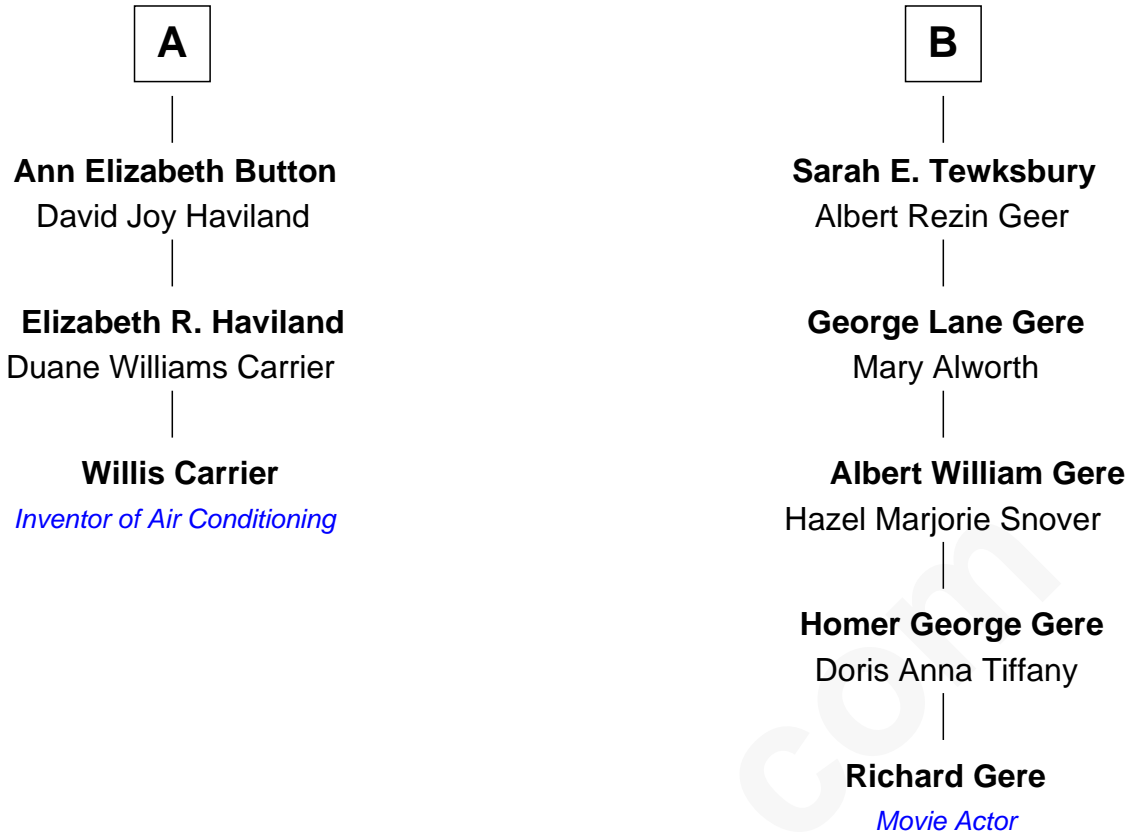 A
Ann Elizabeth Button
David Joy Haviland
Elizabeth R. Haviland
Duane Williams Carrier
Willis Carrier
Inventor of Air Conditioning
B
Sarah E. Tewksbury
Albert Rezin Geer
George Lane Gere
Mary Alworth
Albert William Gere
Hazel Marjorie Snover
Homer George Gere
Doris Anna Tiffany
Richard Gere
Movie Actor
com